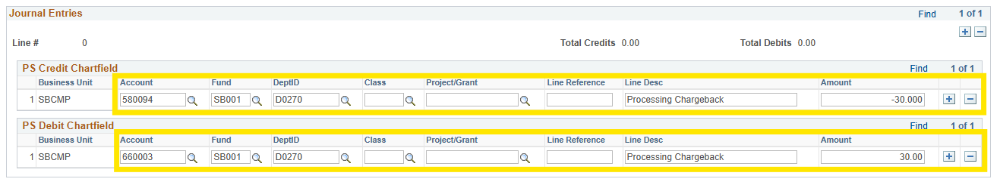 Journal Entries Find 1 of 1
Line # 0 Total Credits 0.00 Total Debits 0.00
PS Credit Chartfield Find 1 of 1
Business Unit Account Fund DeptID Class Project/Grant Line Reference Line Desc Amount
1 SBCMP 580094 SB001 D0270 Processing Chargeback -30.000
PS Debit Chartfield Find 1 of 1
Business Unit Account Fund DeptID Class Project/Grant Line Reference Line Desc Amount
1 SBCMP 660003 SB001 D0270 Processing Chargeback 30.00